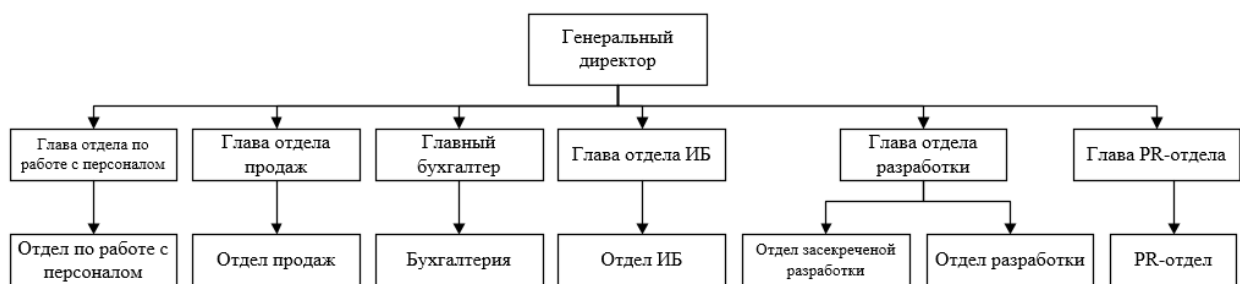 Генеральный
директор
Глава отдела по
работе с персоналом
Глава отдела
продаж
Главный
бухгалтер
Глава отдела ИБ
Глава отдела
разработки
Глава PR-отдела
Отдел по работе с
персоналом
Отдел продаж
Бухгалтерия
Отдел ИБ
Отдел засекреченой
разработки
Отдел разработки
PR-отдел